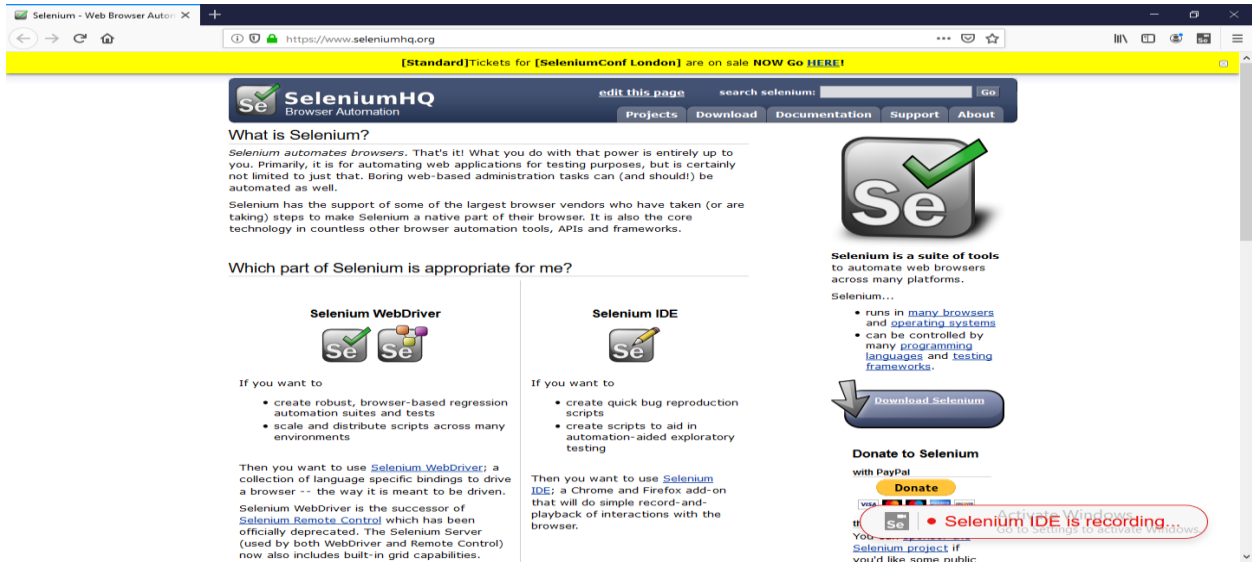 Selenium - Web Browser Autom
https://www.seleniumhq.org
[Standard]Tickets for [SeleniumConf London] are on sale NOW Go HERE!
Se
SeleniumHQ
Browser Automation
edit this page
search selenium:
Go
Projects
Download
Documentation
Support
About
What is Selenium?
Selenium automates browsers. That's it! What you do with that power is entirely up to
you. Primarily, it is for automating web applications for testing purposes, but is certainly
not limited to just that. Boring web-based administration tasks can (and should!) be
automated as well.
Selenium has the support of some of the largest browser vendors who have taken (or are
taking) steps to make Selenium a native part of their browser. It is also the core
technology in countless other browser automation tools, APIs and frameworks.
Which part of Selenium is appropriate for me?
Selenium WebDriver
Se
Se
If you want to
• create robust, browser-based regression
automation suites and tests
• scale and distribute scripts across many
environments
Then you want to use Selenium WebDriver; a
collection of language specific bindings to drive
a browser -- the way it is meant to be driven.
Selenium WebDriver is the successor of
Selenium Remote Control which has been
officially deprecated. The Selenium Server
(used by both WebDriver and Remote Control)
now also includes built-in grid capabilities.
Selenium IDE
Se
If you want to
• create quick bug reproduction
scripts
• create scripts to aid in
automation-aided exploratory
testing
Then you want to use Selenium
IDE; a Chrome and Firefox add-on
that will do simple record-and-
playback of interactions with the
browser.
Se
Selenium is a suite of tools
to automate web browsers
across many platforms.
Selenium...
• runs in many browsers
and operating systems
• can be controlled by
many programming
languages and testing
frameworks.
Download Selenium
Donate to Selenium
with PayPal
Donate
VISA
Se
Selenium IDE is recording...
Activate Windows
Go to Settings to activate Windows.
You can sponsor the
Selenium project if
you'd like some public